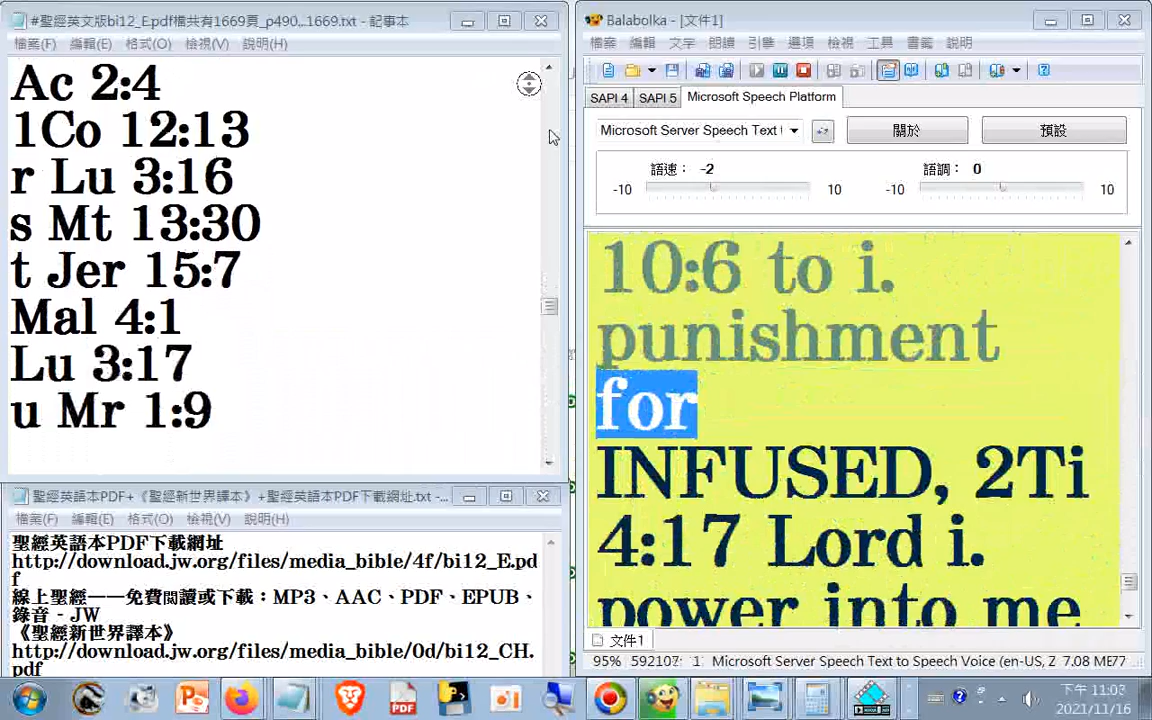 #聖經英文版bi12_E.pdf檔共有1669頁_p490,..1669.txt - 記事本
檔案(F) 編輯(E) 格式(O) 檢視(V) 說明(H)
Ac 2:4
1Co 12:13
r Lu 3:16
s Mt 13:30
t Jer 15:7
Mal 4:1
Lu 3:17
u Mr 1:9
聖經英語本PDF+《聖經新世界譯本》+聖經英語本PDF下載網址.txt -...
檔案(F) 編輯(E) 格式(O) 檢視(V) 說明(H)
聖經英語本PDF下載網址
http://download.jw.org/files/media_bible/4f/bi12_E.pd
f
線上聖經——免費閱讀或下載：MP3、AAC、PDF、EPUB、
錄音 - JW
《聖經新世界譯本》
http://download.jw.org/files/media_bible/0d/bi12_CH.
pdf
Balabolka - [文件1]
檔案 編輯 文字 朗讀 引擎 選項 檢視 工具 書籤 說明
SAPI 4 SAPI 5 Microsoft Speech Platform
Microsoft Server Speech Text 關於 預設
語速： -2 語調： 0
-10 10 -10 10
10:6 to i.
punishment
for
INFUSED, 2Ti
4:17 Lord i.
power into me
文件1
95% 592107: 1 Microsoft Server Speech Text to Speech Voice (en-US, Z 7.08 ME77
下午 11:03
2021/11/16